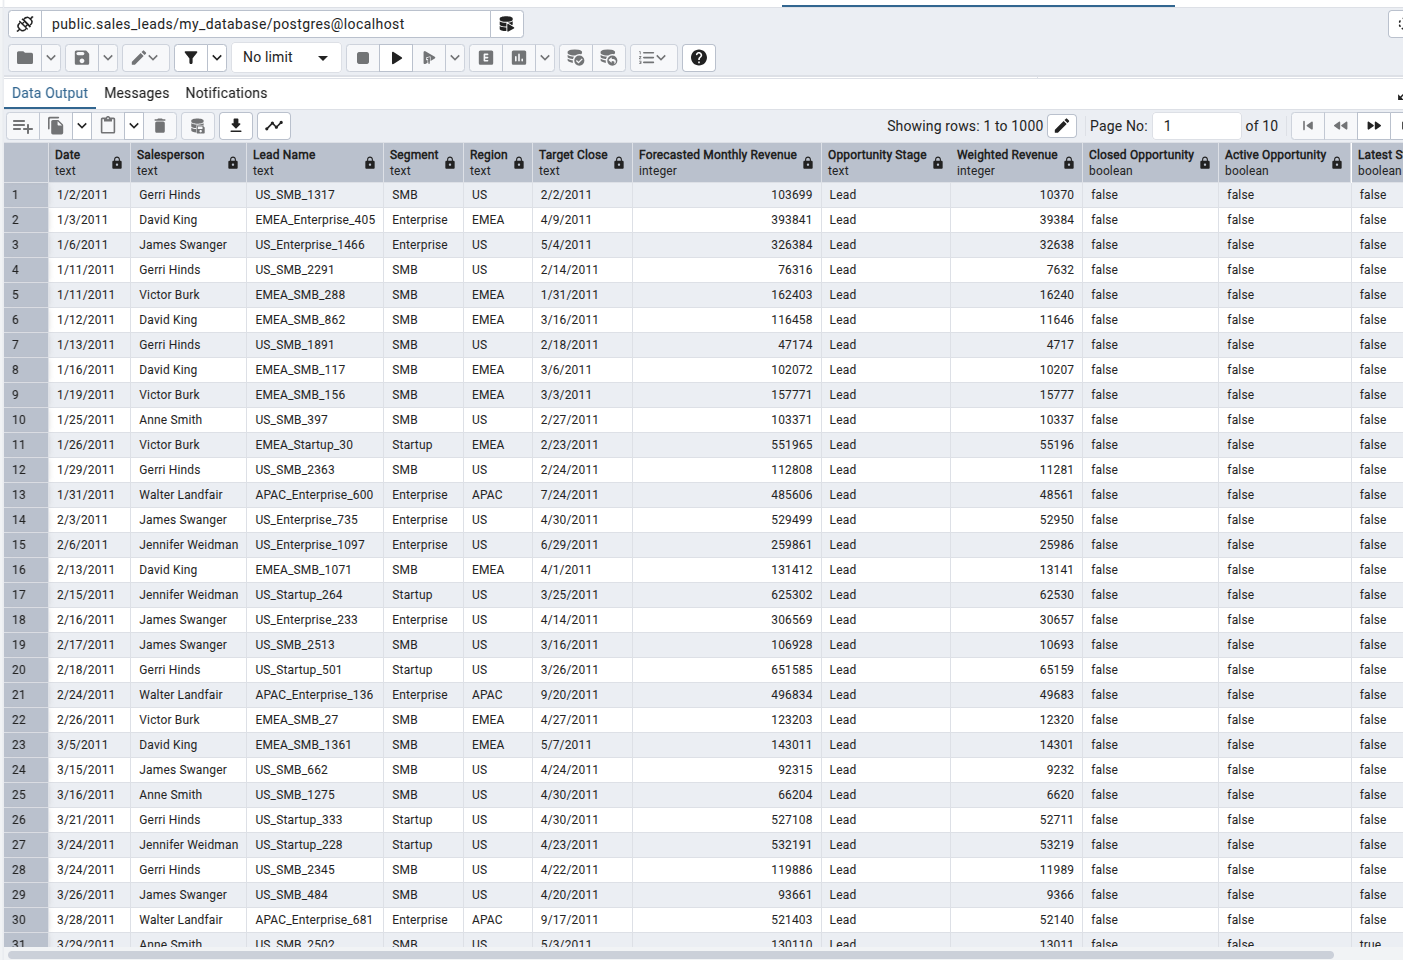 public.sales_leads/my_database/postgres@localhost
No limit
Data Output Messages Notifications
Showing rows: 1 to 1000 Page No: 1 of 10
Date Salesperson Lead Name Segment Region Target Close Forecasted Monthly Revenue Opportunity Stage Weighted Revenue Closed Opportunity Active Opportunity Latest S
text text text text text text integer text integer boolean boolean boolean
1 1/2/2011 Gerri Hinds US_SMB_1317 SMB US 2/2/2011 103699 Lead 10370 false false false
2 1/3/2011 David King EMEA_Enterprise_405 Enterprise EMEA 4/9/2011 393841 Lead 39384 false false false
3 1/6/2011 James Swanger US_Enterprise_1466 Enterprise US 5/4/2011 326384 Lead 32638 false false false
4 1/11/2011 Gerri Hinds US_SMB_2291 SMB US 2/14/2011 76316 Lead 7632 false false false
5 1/11/2011 Victor Burk EMEA_SMB_288 SMB EMEA 1/31/2011 162403 Lead 16240 false false false
6 1/12/2011 David King EMEA_SMB_862 SMB EMEA 3/16/2011 116458 Lead 11646 false false false
7 1/13/2011 Gerri Hinds US_SMB_1891 SMB US 2/18/2011 47174 Lead 4717 false false false
8 1/16/2011 David King EMEA_SMB_117 SMB EMEA 3/6/2011 102072 Lead 10207 false false false
9 1/19/2011 Victor Burk EMEA_SMB_156 SMB EMEA 3/3/2011 157771 Lead 15777 false false false
10 1/25/2011 Anne Smith US_SMB_397 SMB US 2/27/2011 103371 Lead 10337 false false false
11 1/26/2011 Victor Burk EMEA_Startup_30 Startup EMEA 2/23/2011 551965 Lead 55196 false false false
12 1/29/2011 Gerri Hinds US_SMB_2363 SMB US 2/24/2011 112808 Lead 11281 false false false
13 1/31/2011 Walter Landfair APAC_Enterprise_600 Enterprise APAC 7/24/2011 485606 Lead 48561 false false false
14 2/3/2011 James Swanger US_Enterprise_735 Enterprise US 4/30/2011 529499 Lead 52950 false false false
15 2/6/2011 Jennifer Weidman US_Enterprise_1097 Enterprise US 6/29/2011 259861 Lead 25986 false false false
16 2/13/2011 David King EMEA_SMB_1071 SMB EMEA 4/1/2011 131412 Lead 13141 false false false
17 2/15/2011 Jennifer Weidman US_Startup_264 Startup US 3/25/2011 625302 Lead 62530 false false false
18 2/16/2011 James Swanger US_Enterprise_233 Enterprise US 4/14/2011 306569 Lead 30657 false false false
19 2/17/2011 James Swanger US_SMB_2513 SMB US 3/16/2011 106928 Lead 10693 false false false
20 2/18/2011 Gerri Hinds US_Startup_501 Startup US 3/26/2011 651585 Lead 65159 false false false
21 2/24/2011 Walter Landfair APAC_Enterprise_136 Enterprise APAC 9/20/2011 496834 Lead 49683 false false false
22 2/26/2011 Victor Burk EMEA_SMB_27 SMB EMEA 4/27/2011 123203 Lead 12320 false false false
23 3/5/2011 David King EMEA_SMB_1361 SMB EMEA 5/7/2011 143011 Lead 14301 false false false
24 3/15/2011 James Swanger US_SMB_662 SMB US 4/24/2011 92315 Lead 9232 false false false
25 3/16/2011 Anne Smith US_SMB_1275 SMB US 4/30/2011 66204 Lead 6620 false false false
26 3/21/2011 Gerri Hinds US_Startup_333 Startup US 4/30/2011 527108 Lead 52711 false false false
27 3/24/2011 Jennifer Weidman US_Startup_228 Startup US 4/23/2011 532191 Lead 53219 false false false
28 3/24/2011 Gerri Hinds US_SMB_2345 SMB US 4/22/2011 119886 Lead 11989 false false false
29 3/26/2011 James Swanger US_SMB_484 SMB US 4/20/2011 93661 Lead 9366 false false false
30 3/28/2011 Walter Landfair APAC_Enterprise_681 Enterprise APAC 9/17/2011 521403 Lead 52140 false false false
31 3/29/2011 Anne Smith US_SMB_2502 SMB US 5/3/2011 130110 Lead 13011 false false true